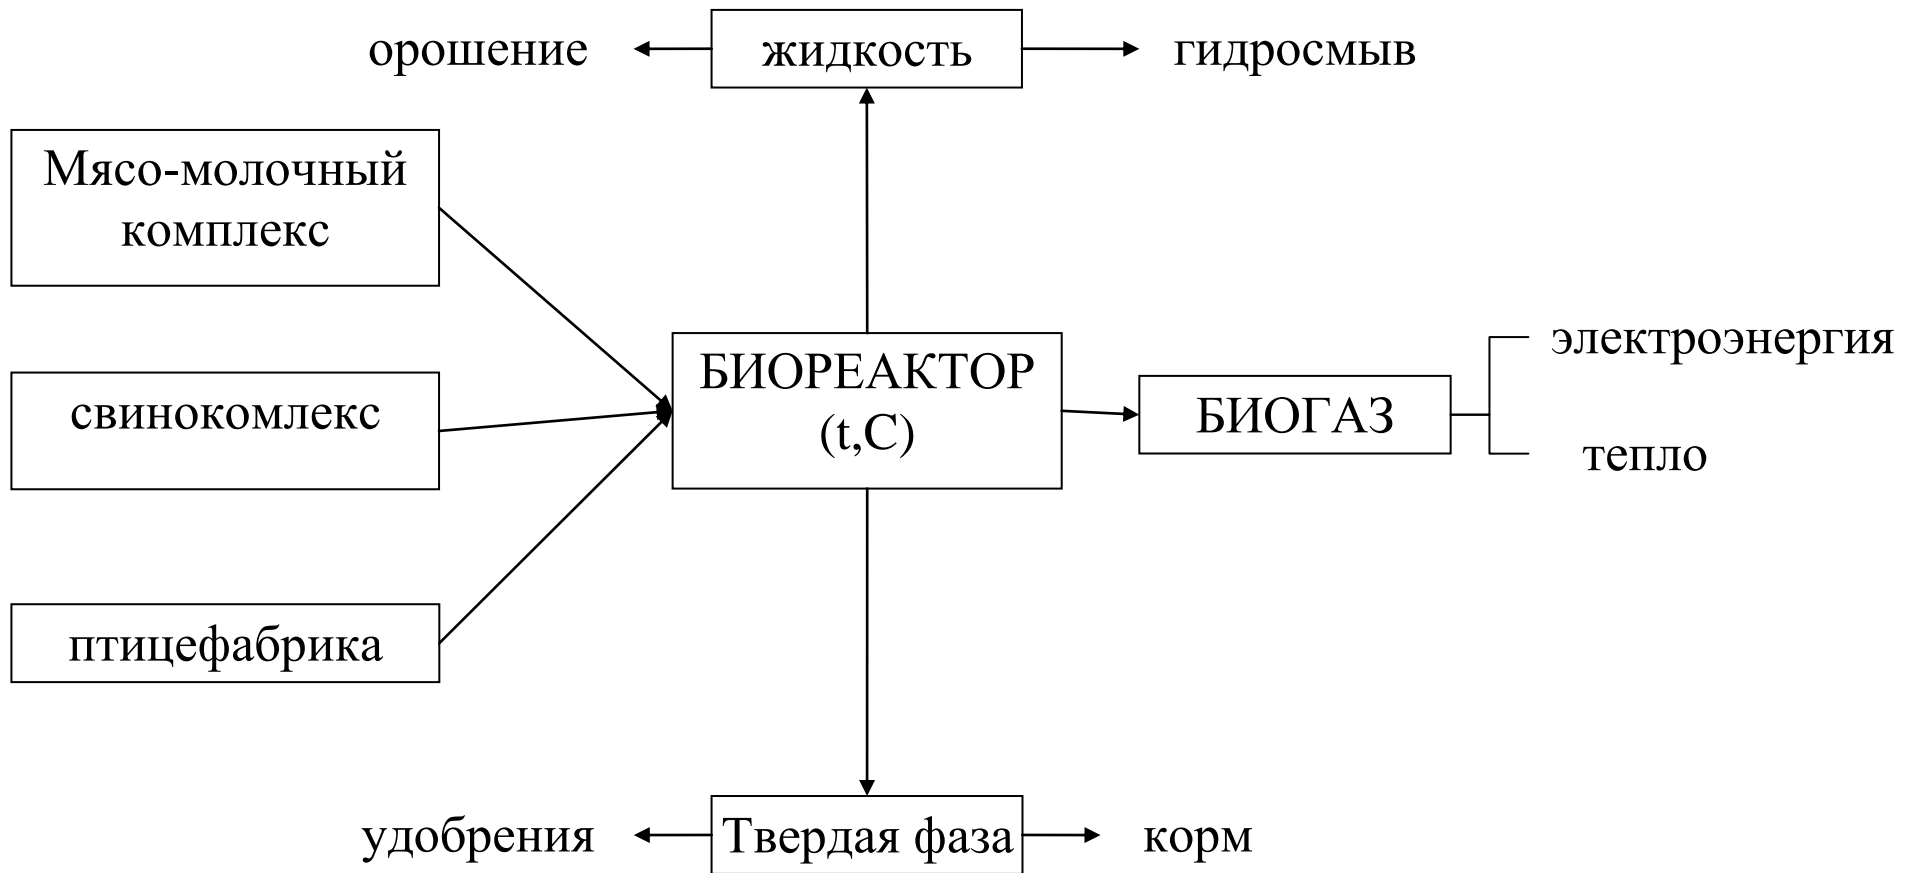 орошение
жидкость
гидросмыв
Мясо-молочный
комплекс
свинокомлекс
птицефабрика
БИОРЕАКТОР
(t,C)
БИОГАЗ
электроэнергия
тепло
удобрения
Твердая фаза
корм